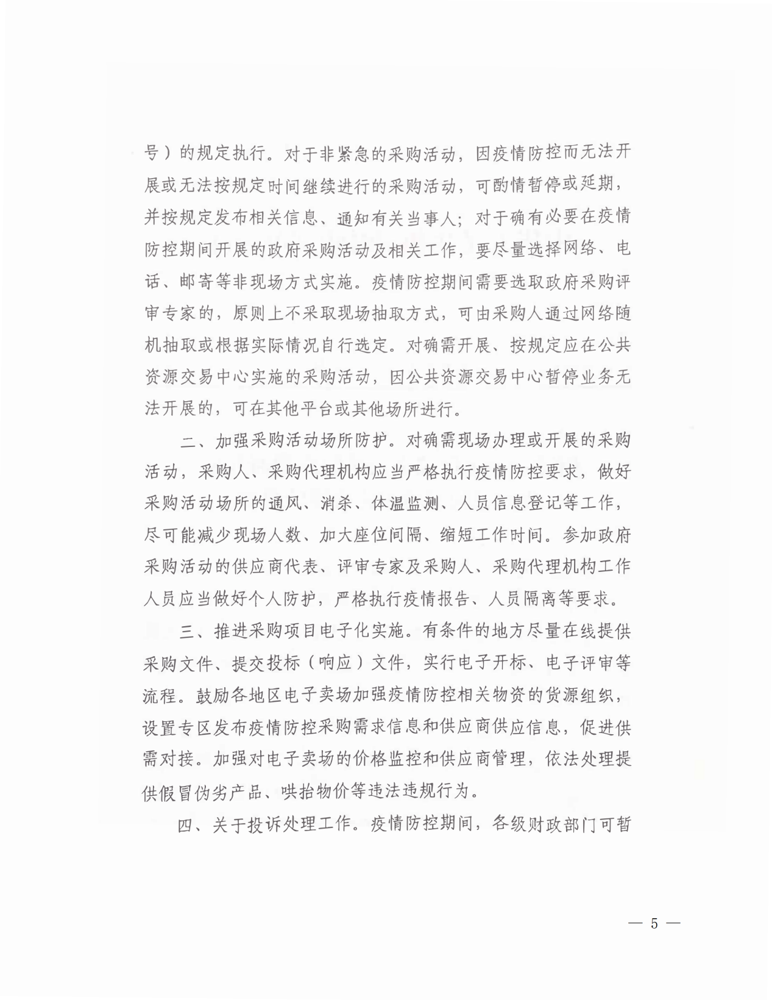 号）的规定执行。对于非紧急的采购活动，因疫情防控而无法开
展或无法按规定时间继续进行的采购活动，可酌情暂停或延期，
并按规定发布相关信息、通知有关当事人；对于确有必要在疫情
防控期间开展的政府采购活动及相关工作，要尽量选择网络、电
话、邮寄等非现场方式实施。疫情防控期间需要选取政府采购评
审专家的，原则上不采取现场抽取方式，可由采购人通过网络随
机抽取或根据实际情况自行选定。对确需开展、按规定应在公共
资源交易中心实施的采购活动，因公共资源交易中心暂停业务无
法开展的，可在其他平台或其他场所进行。
二、加强采购活动场所防护。对确需现场办理或开展的采购
活动，采购人、采购代理机构应当严格执行疫情防控要求，做好
采购活动场所的通风、消杀、体温监测、人员信息登记等工作，
尽可能减少现场人数、加大座位间隔、缩短工作时间。参加政府
采购活动的供应商代表、评审专家及采购人、采购代理机构工作
人员应当做好个人防护，严格执行疫情报告、人员隔离等要求。
三、推进采购项目电子化实施。有条件的地方尽量在线提供
采购文件、提交投标（响应）文件，实行电子开标、电子评审等
流程。鼓励各地区电子卖场加强疫情防控相关物资的货源组织，
设置专区发布疫情防控采购需求信息和供应商供应信息，促进供
需对接。加强对电子卖场的价格监控和供应商管理，依法处理提
供假冒伪劣产品、哄抬物价等违法违规行为。
四、关于投诉处理工作。疫情防控期间，各级财政部门可暂
— 5 —